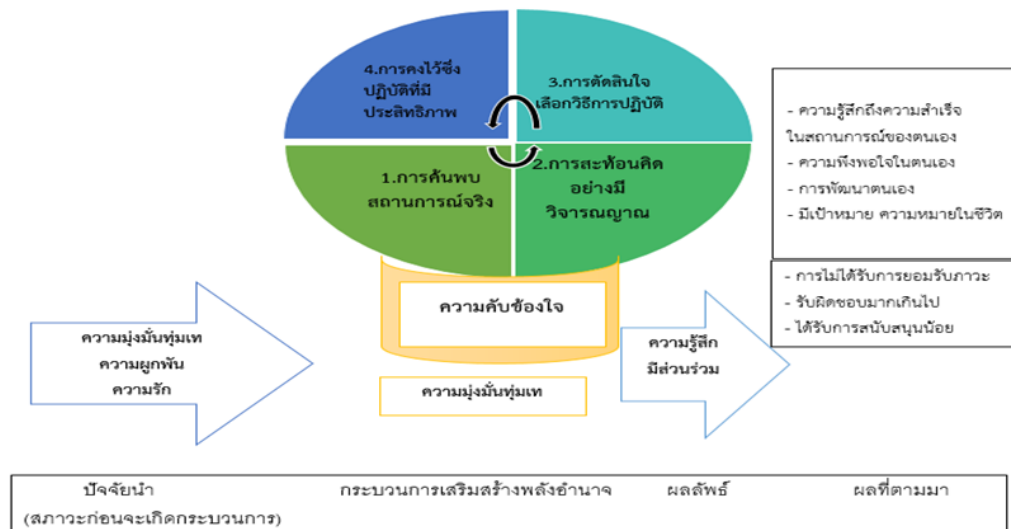 4.การคงไว้ซึ่ง
ปฏิบัติที่มี
ประสิทธิภาพ
3.การตัดสินใจ
เลือกวิธีการปฏิบัติ
1.การค้นพบ
สถานการณ์จริง
2.การสะท้อนคิด
อย่างมี
วิจารณญาณ
- ความรู้สึกถึงความสำเร็จ
ในสถานการณ์ของตนเอง
- ความพึงพอใจในตนเอง
- การพัฒนาตนเอง
- มีเป้าหมาย ความหมายในชีวิต
- การไม่ได้รับการยอมรับภาวะ
- รับผิดชอบมากเกินไป
- ได้รับการสนับสนุนน้อย
ความมุ่งมั่นทุ่มเท
ความผูกพัน
ความรัก
ความคับข้องใจ
ความมุ่งมั่นทุ่มเท
ความรู้สึก
มีส่วนร่วม
ปัจจัยนำ กระบวนการเสริมสร้างพลังอำนาจ ผลลัพธ์ ผลที่ตามมา
(สภาวะก่อนจะเกิดกระบวนการ)